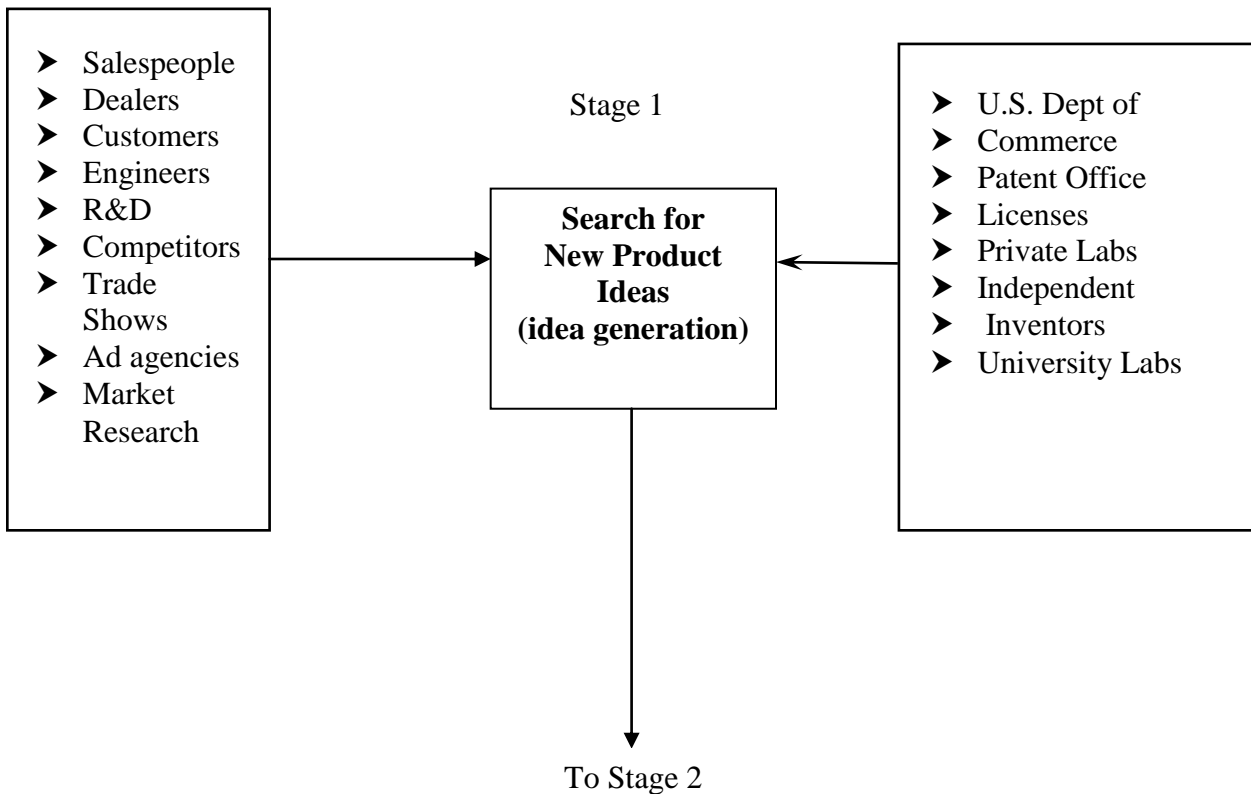 ➤ Salespeople
➤ Dealers
➤ Customers
➤ Engineers
➤ R&D
➤ Competitors
➤ Trade
Shows
➤ Ad agencies
➤ Market
Research
Stage 1
Search for
New Product
Ideas
(idea generation)
➤ U.S. Dept of
➤ Commerce
➤ Patent Office
➤ Licenses
➤ Private Labs
➤ Independent
➤ Inventors
➤ University Labs
To Stage 2